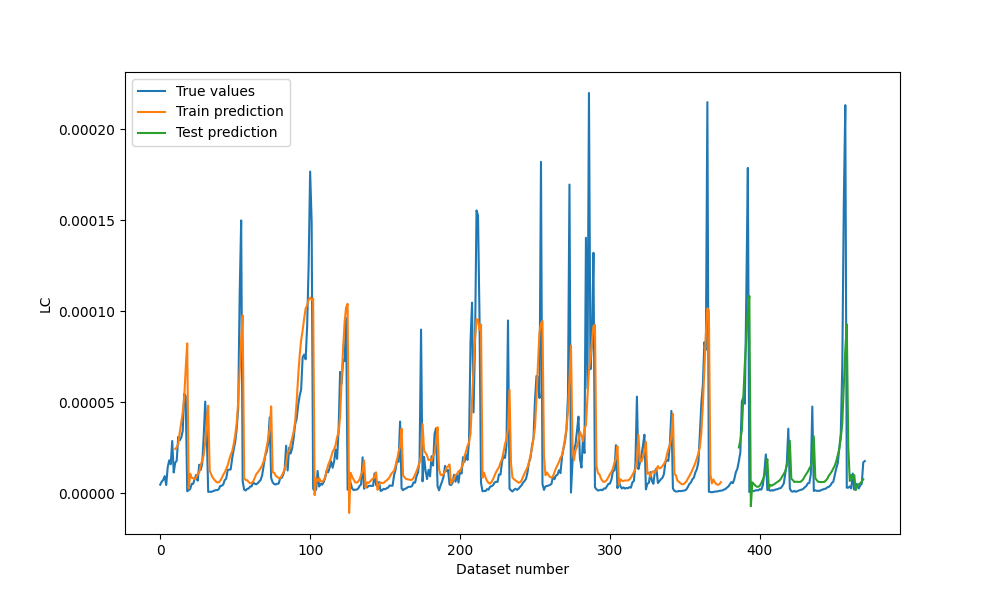 True values
Train prediction
Test prediction
0.00020
0.00015
0.00010
0.00005
0.00000
LC
0
100
200
300
400
Dataset number